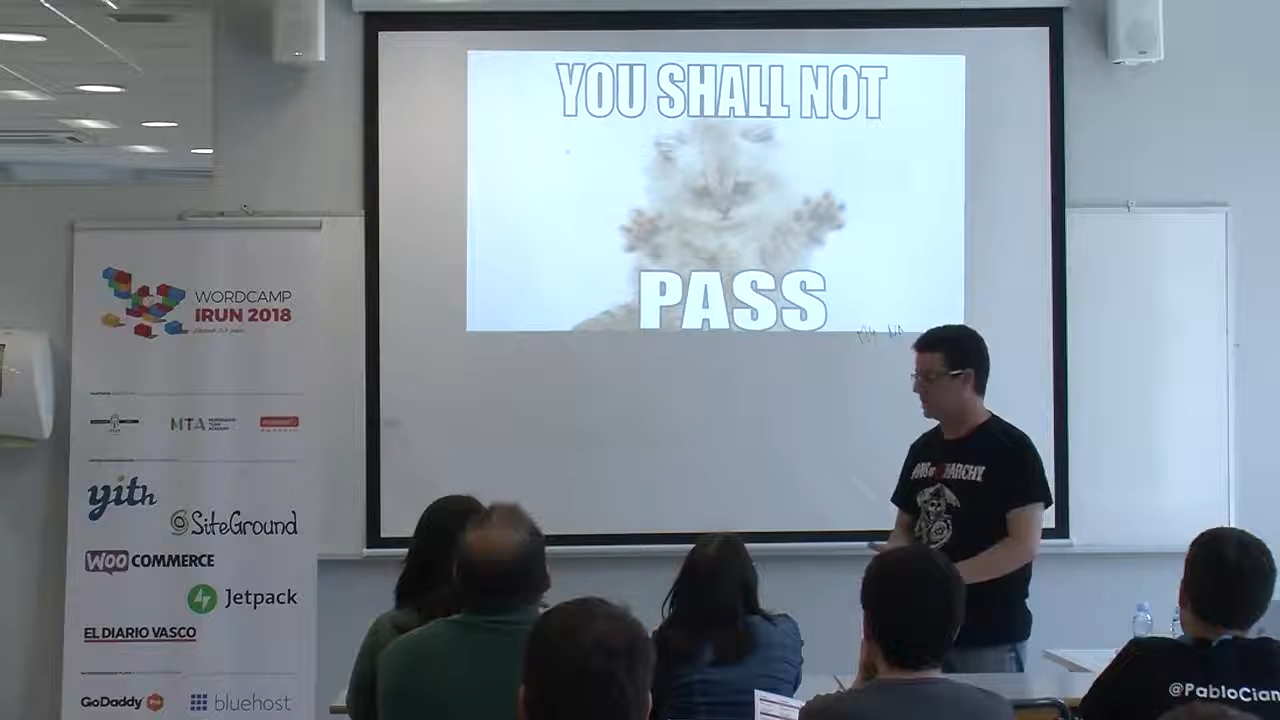 YOU SHALL NOT
PASS
WORDCAMP
IRUN 2018
MTA
yith
SiteGround
WOO COMMERCE
Jetpack
EL DIARIO VASCO
GoDaddy
bluehost
@PabloCian